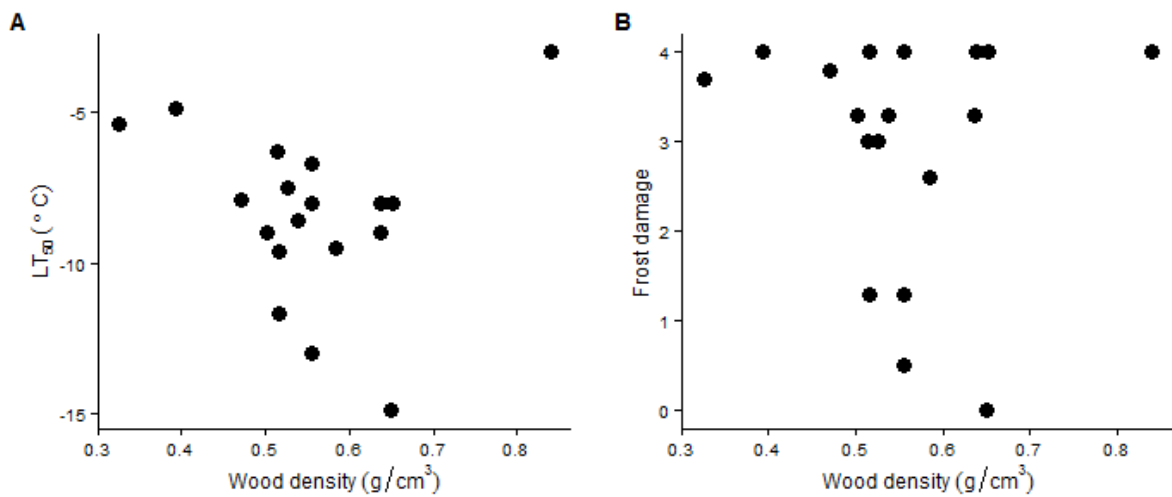 A
B
LT₅₀ (°C)
-5
-10
-15
0.3 0.4 0.5 0.6 0.7 0.8
Wood density (g/cm³)
Frost damage
4
3
2
1
0
0.3 0.4 0.5 0.6 0.7 0.8
Wood density (g/cm³)